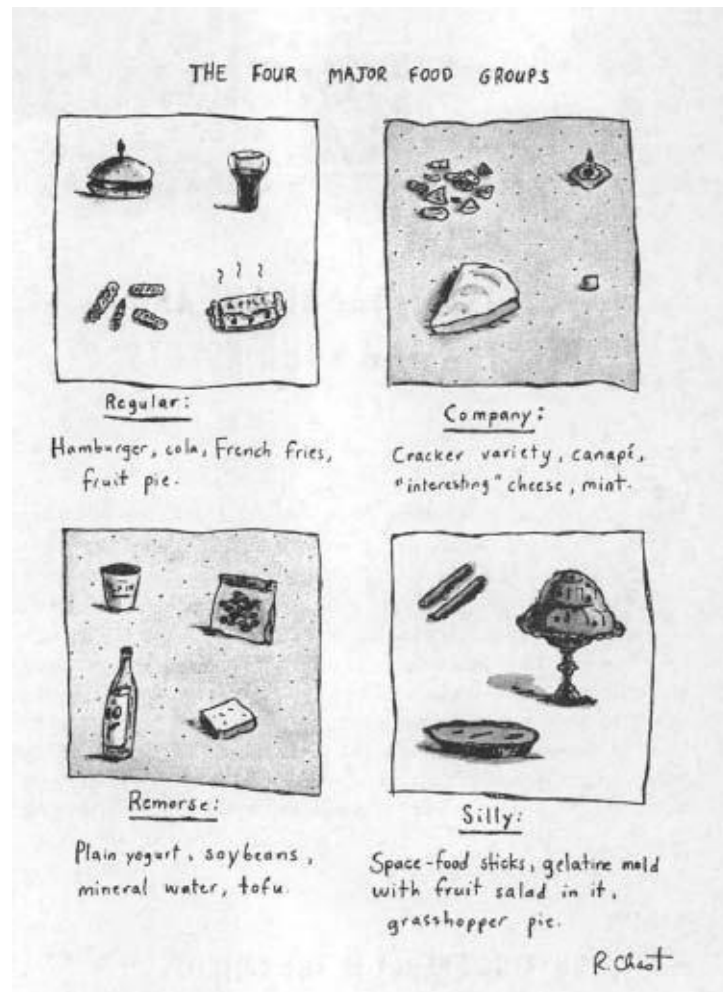 THE FOUR MAJOR FOOD GROUPS
APPLE
Regular:
Hamburger, cola, French fries,
fruit pie.
Company:
Cracker variety, canapé,
"interesting" cheese, mint.
Remorse:
Plain yogurt, soybeans,
mineral water, tofu.
Silly:
Space-food sticks, gelatine mold
with fruit salad in it,
grasshopper pie.
R. Chast